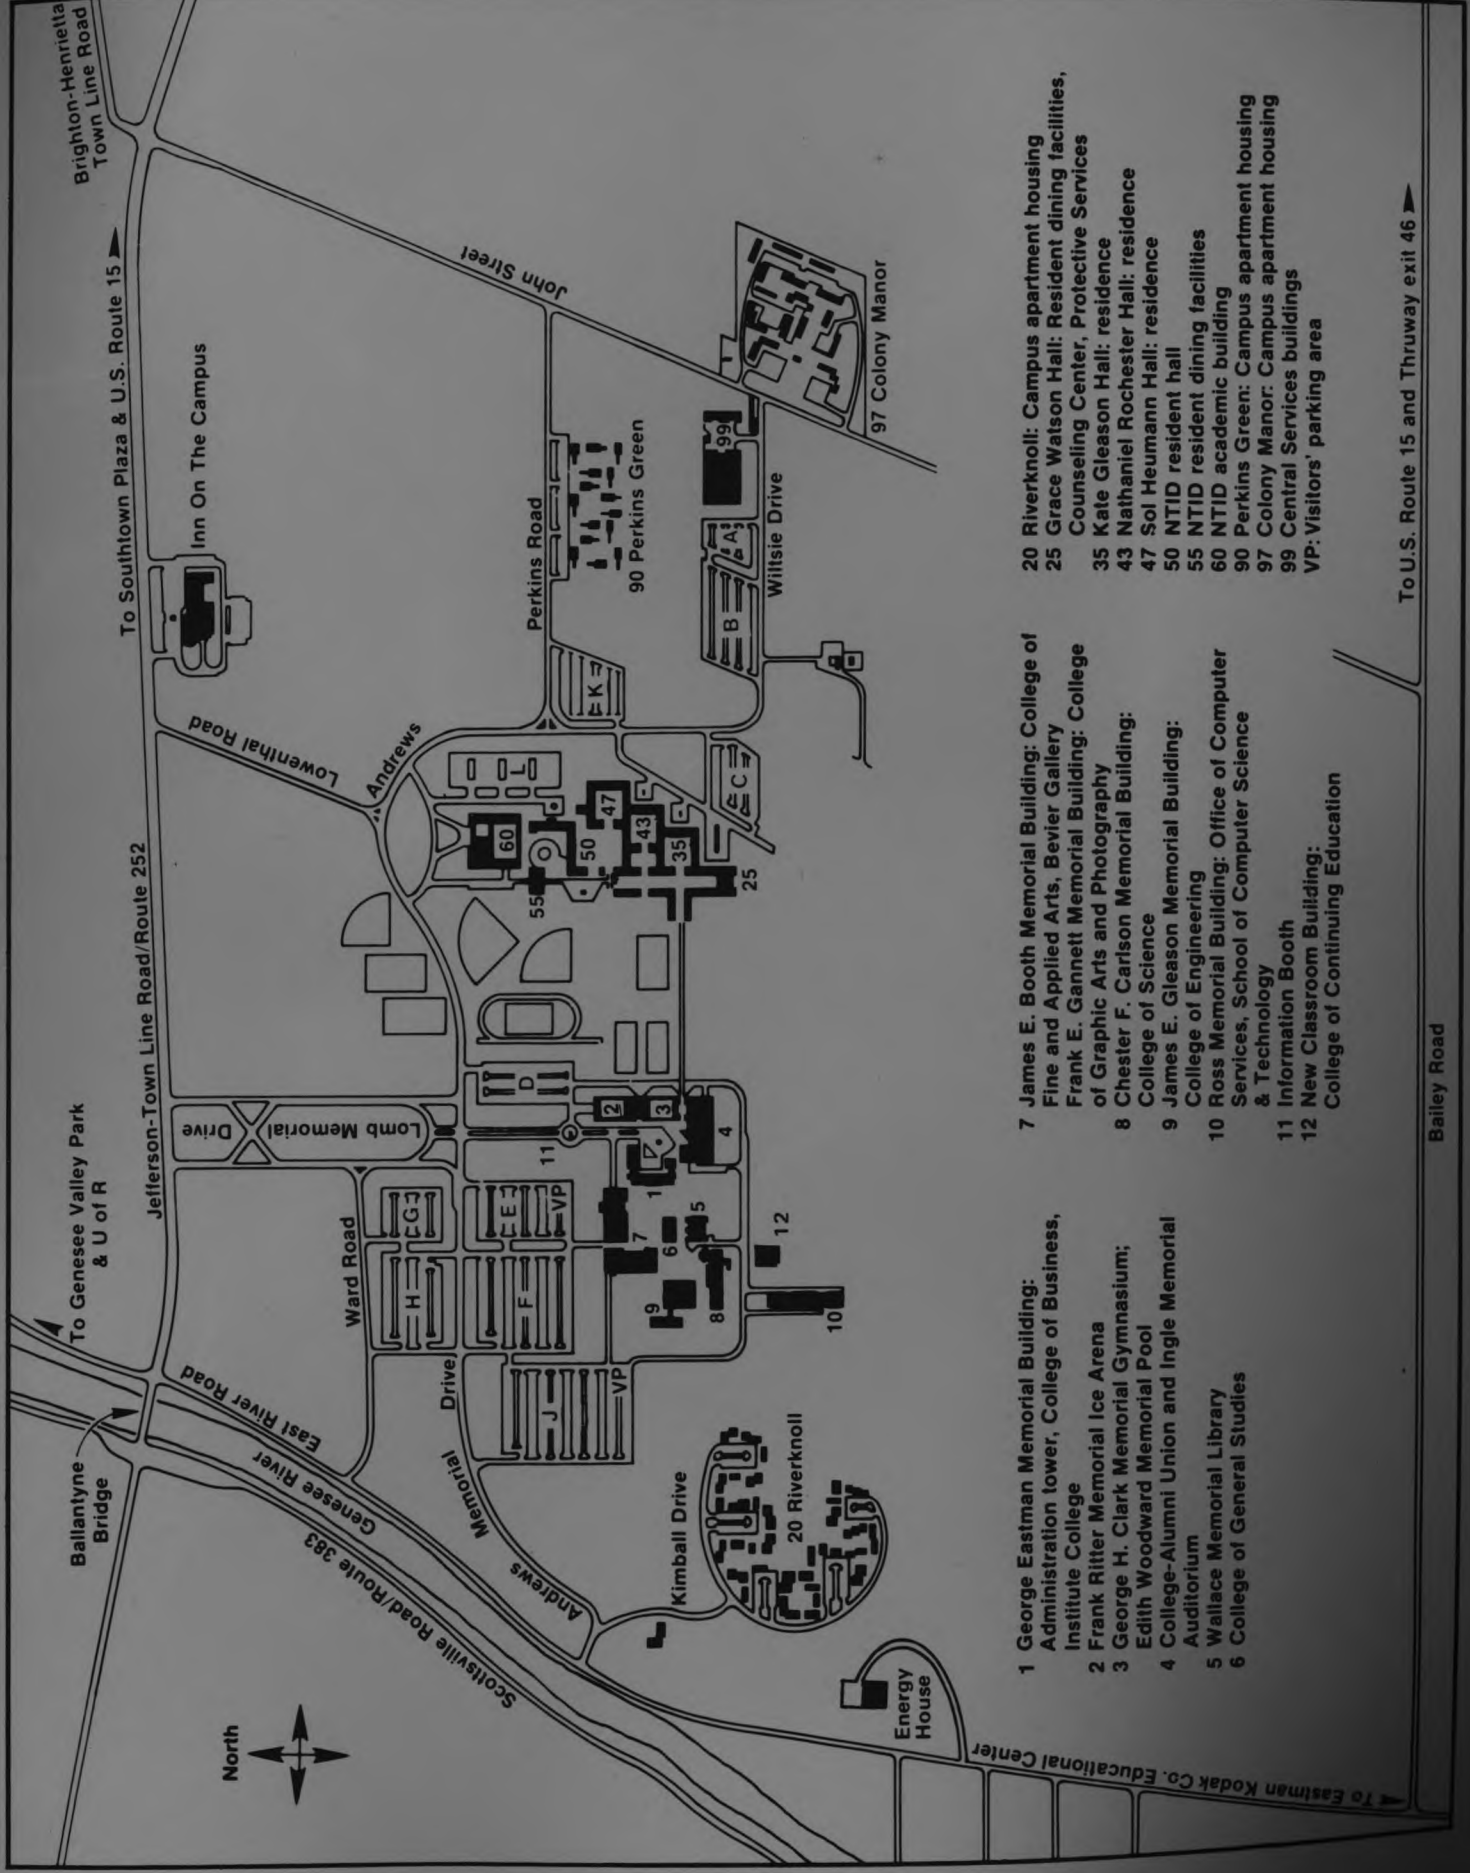 Brighton-Henrietta
Town Line Road
To Southtown Plaza & U.S. Route 15
Inn On The Campus
John Street
97 Colony Manor
Perkins Road
90 Perkins Green
99
Wiltsie Drive
A
B
K
C
L
Lowenthal Road
Andrews
60
47
43
50
35
55
25
Jefferson-Town Line Road/Route 252
To Genesee Valley Park
& U of R
Lomb Memorial
Drive
D
2
3
4
11
1
VP
E
G
Ward Road
H
F
7
6
5
12
9
8
10
J
VP
Drive
Memorial
Andrews
East River Road
Genesee River
Scottsville Road/Route 383
Ballantyne
Bridge
Kimball Drive
20 Riverknoll
North
Energy
House
To Eastman Kodak Co. Educational Center
Bailey Road
To U.S. Route 15 and Thruway exit 46
1 George Eastman Memorial Building:
Administration tower, College of Business,
Institute College
2 Frank Ritter Memorial Ice Arena
3 George H. Clark Memorial Gymnasium;
Edith Woodward Memorial Pool
4 College-Alumni Union and Ingle Memorial
Auditorium
5 Wallace Memorial Library
6 College of General Studies
7 James E. Booth Memorial Building: College of
Fine and Applied Arts, Bevier Gallery
Frank E. Gannett Memorial Building: College
of Graphic Arts and Photography
8 Chester F. Carlson Memorial Building:
College of Science
9 James E. Gleason Memorial Building:
College of Engineering
10 Ross Memorial Building: Office of Computer
Services, School of Computer Science
& Technology
11 Information Booth
12 New Classroom Building:
College of Continuing Education
20 Riverknoll: Campus apartment housing
25 Grace Watson Hall: Resident dining facilities,
Counseling Center, Protective Services
35 Kate Gleason Hall: residence
43 Nathaniel Rochester Hall: residence
47 Sol Heumann Hall: residence
50 NTID resident hall
55 NTID resident dining facilities
60 NTID academic building
90 Perkins Green: Campus apartment housing
97 Colony Manor: Campus apartment housing
99 Central Services buildings
VP: Visitors' parking area